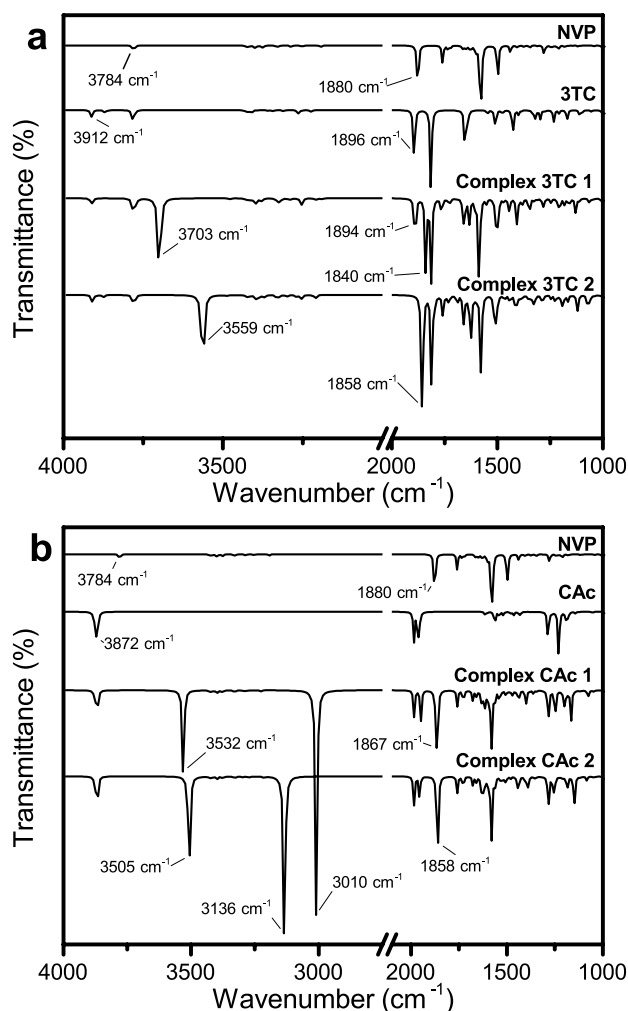 a
NVP
3784 cm⁻¹
1880 cm⁻¹
3TC
3912 cm⁻¹
1896 cm⁻¹
Complex 3TC 1
3703 cm⁻¹
1894 cm⁻¹
1840 cm⁻¹
Complex 3TC 2
3559 cm⁻¹
1858 cm⁻¹
Transmittance (%)
4000 3500 2000 1500 1000
Wavenumber (cm⁻¹)
b
NVP
3784 cm⁻¹
1880 cm⁻¹
CAc
3872 cm⁻¹
Complex CAc 1
3532 cm⁻¹
1867 cm⁻¹
Complex CAc 2
3505 cm⁻¹
1858 cm⁻¹
3010 cm⁻¹
3136 cm⁻¹
Transmittance (%)
4000 3500 3000 2000 1500 1000
Wavenumber (cm⁻¹)